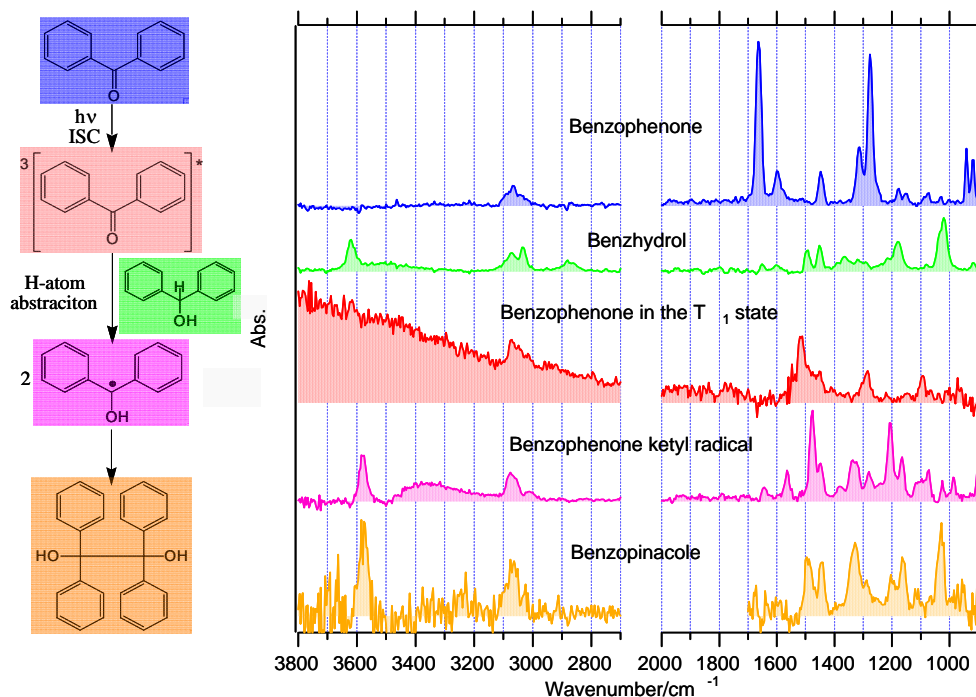 O
hν
ISC
3
*
O
H-atom
abstraciton
H
OH
2
•
OH
HO
OH
Abs.
Benzophenone
Benzhydrol
Benzophenone in the T 1 state
Benzophenone ketyl radical
Benzopinacole
3800 3600 3400 3200 3000 2800
2000 1800 1600 1400 1200 1000
Wavenumber/cm -1